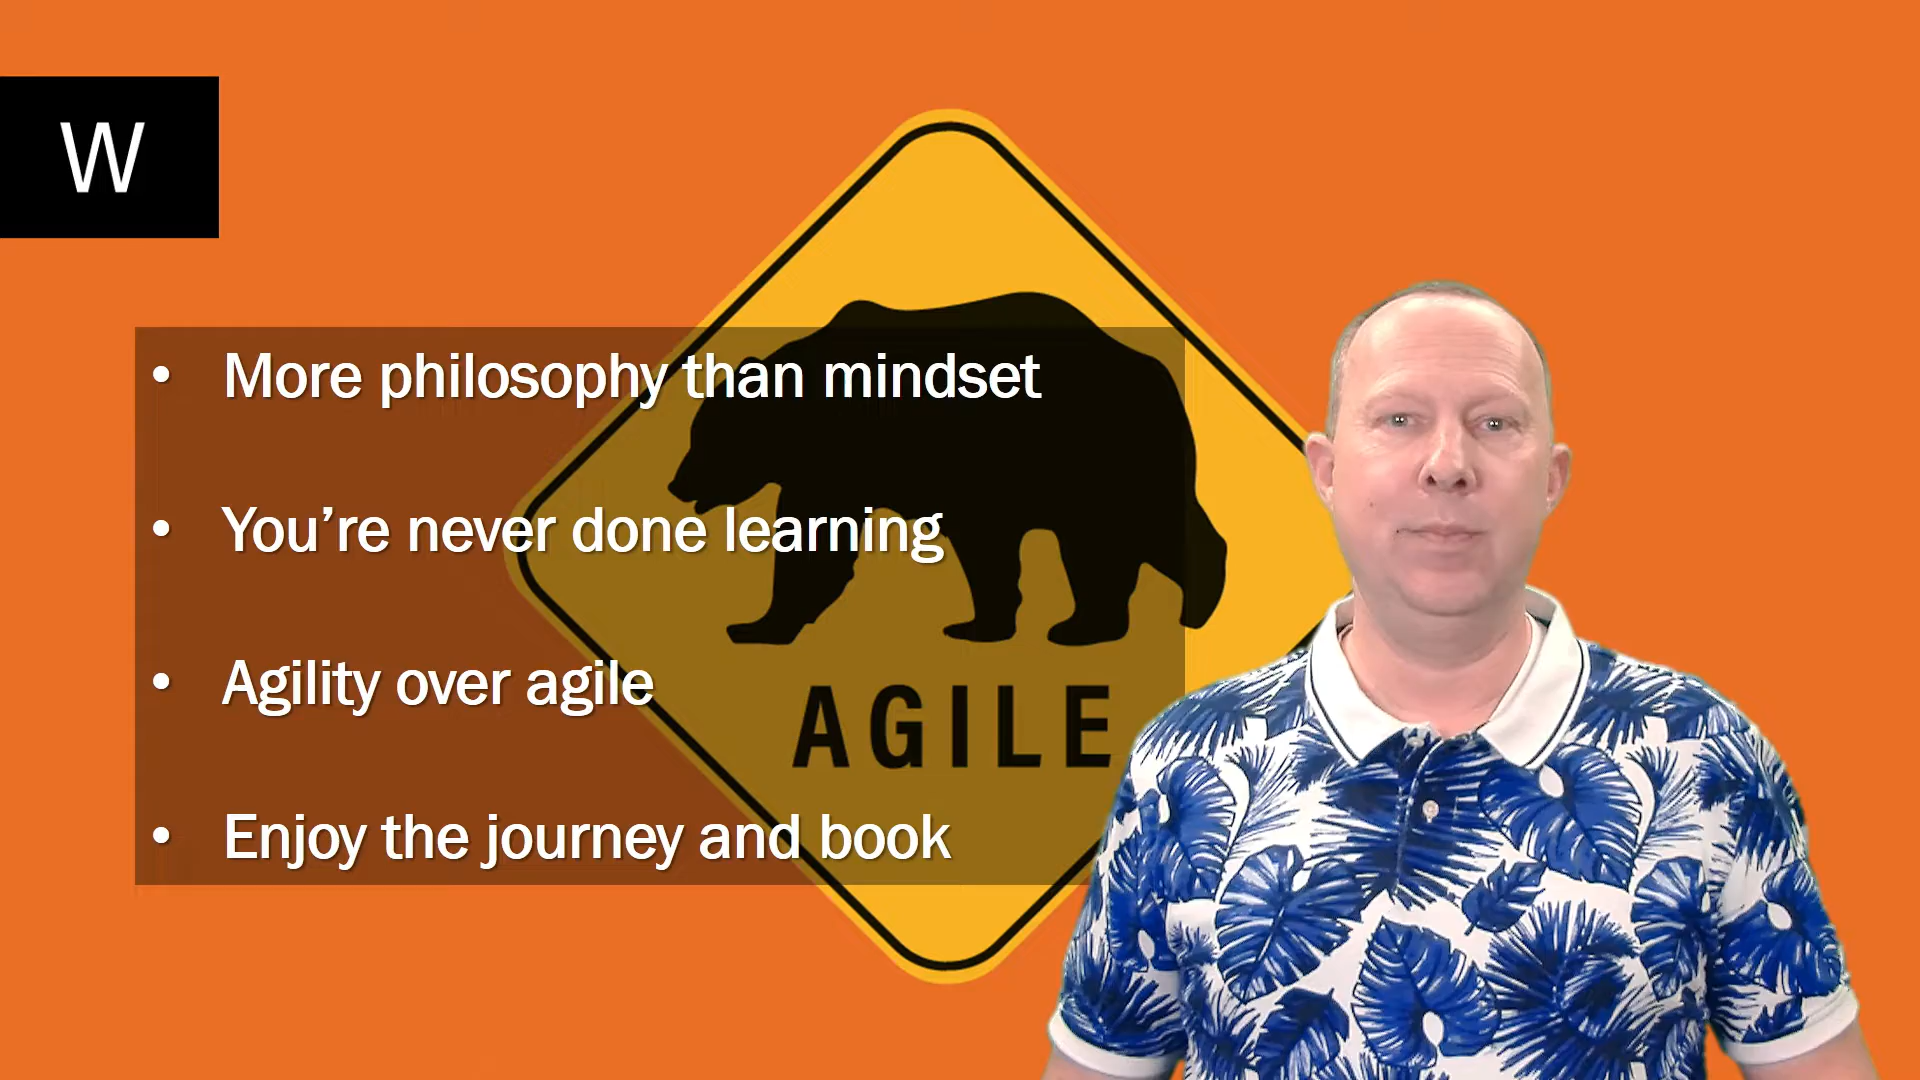 W
• More philosophy than mindset
• You’re never done learning
• Agility over agile
AGILE
• Enjoy the journey and book